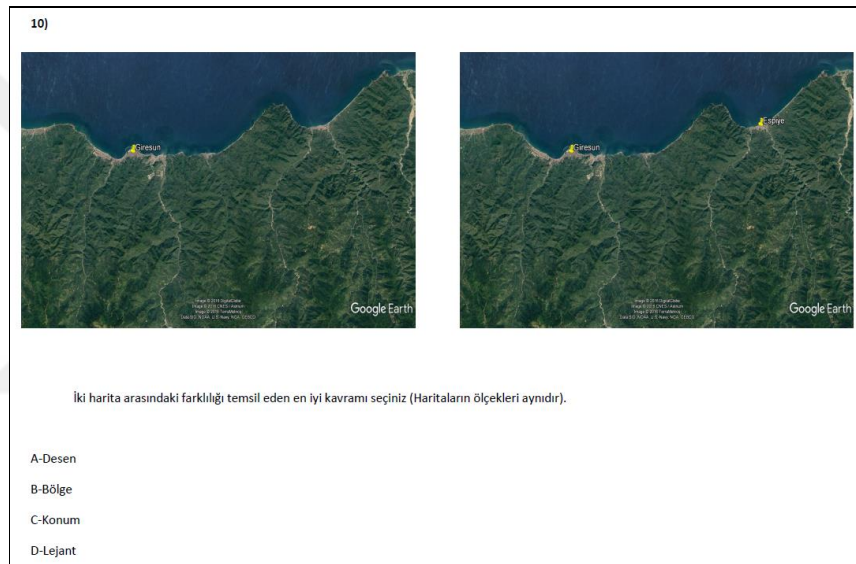 10)
Giresun
Giresun
Espiye
Google Earth
Google Earth
İki harita arasındaki farklılığı temsil eden en iyi kavramı seçiniz (Haritaların ölçekleri aynıdır).
A-Desen
B-Bölge
C-Konum
D-Lejant